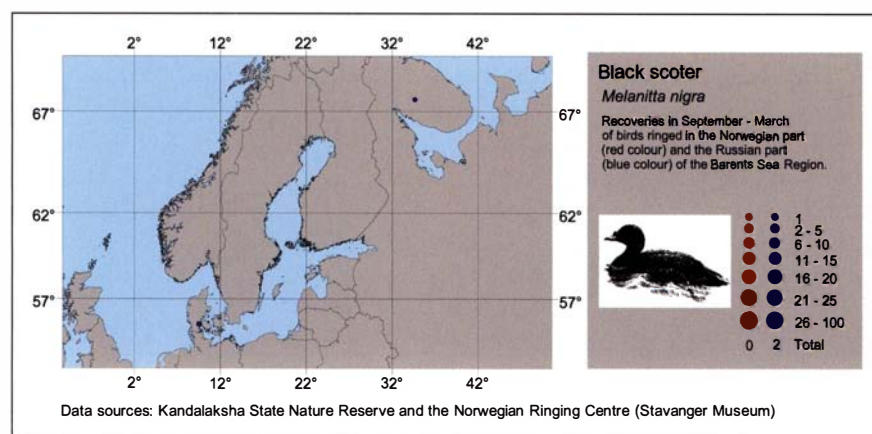 2° 12° 22° 32° 42°
67° 67°
62° 62°
57° 57°
2° 12° 22° 32° 42°
Black scoter
Melanitta nigra
Recoveries in September - March
of birds ringed in the Norwegian part
(red colour) and the Russian part
(blue colour) of the Barents Sea Region.
1
2 - 5
6 - 10
11 - 15
16 - 20
21 - 25
26 - 100
0 2 Total
Data sources: Kandalaksha State Nature Reserve and the Norwegian Ringing Centre (Stavanger Museum)